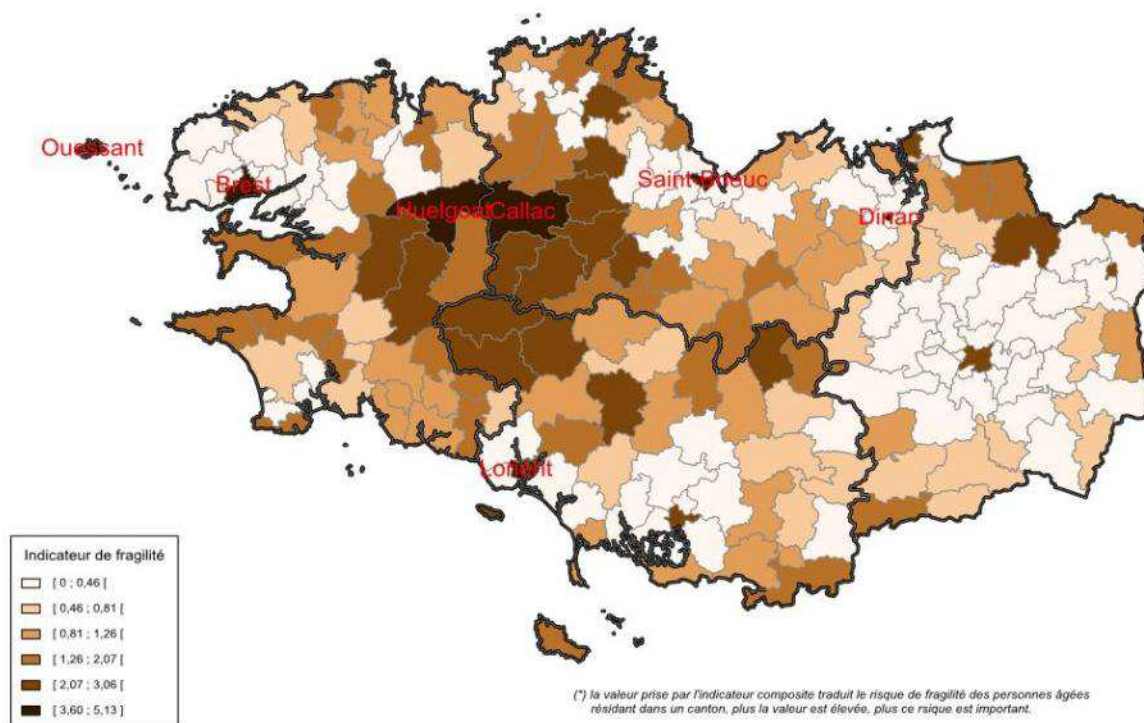 Ouessant
Brest
Saint-Brieuc
Huelgoat
Callac
Dinan
Lorient
Indicateur de fragilité
[ 0 ; 0,46 [
[ 0,46 ; 0,81 [
[ 0,81 ; 1,26 [
[ 1,26 ; 2,07 [
[ 2,07 ; 3,06 [
[ 3,60 ; 5,13 ]
(*) la valeur prise par l'indicateur composite traduit le risque de fragilité des personnes âgées
résidant dans un canton, plus la valeur est élevée, plus ce rsique est important.